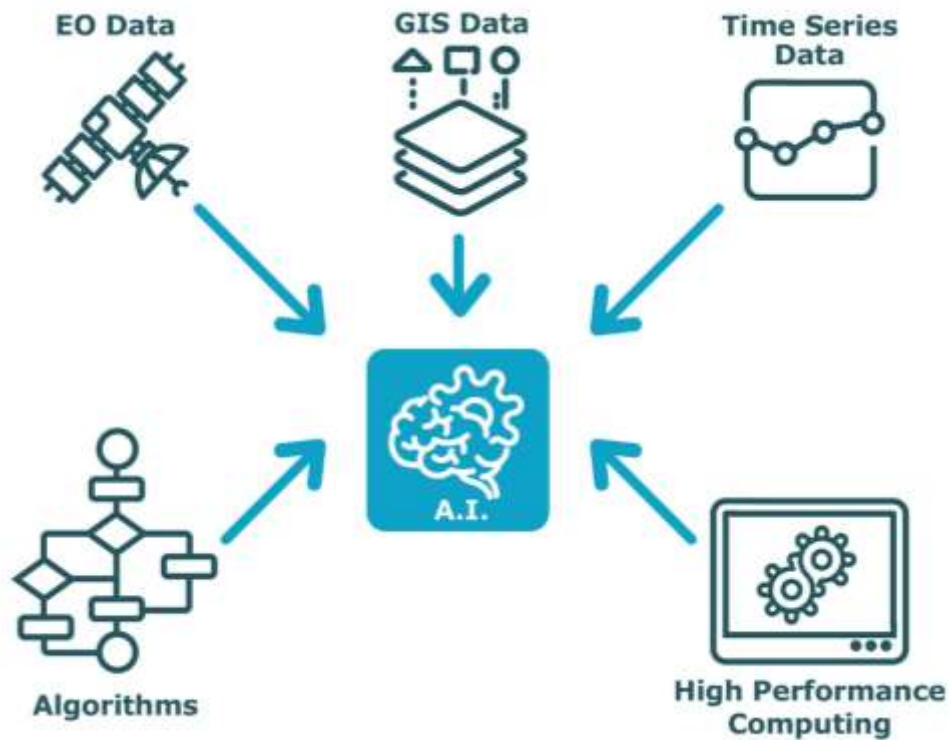 EO Data
GIS Data
Time Series
Data
A.I.
Algorithms
High Performance
Computing